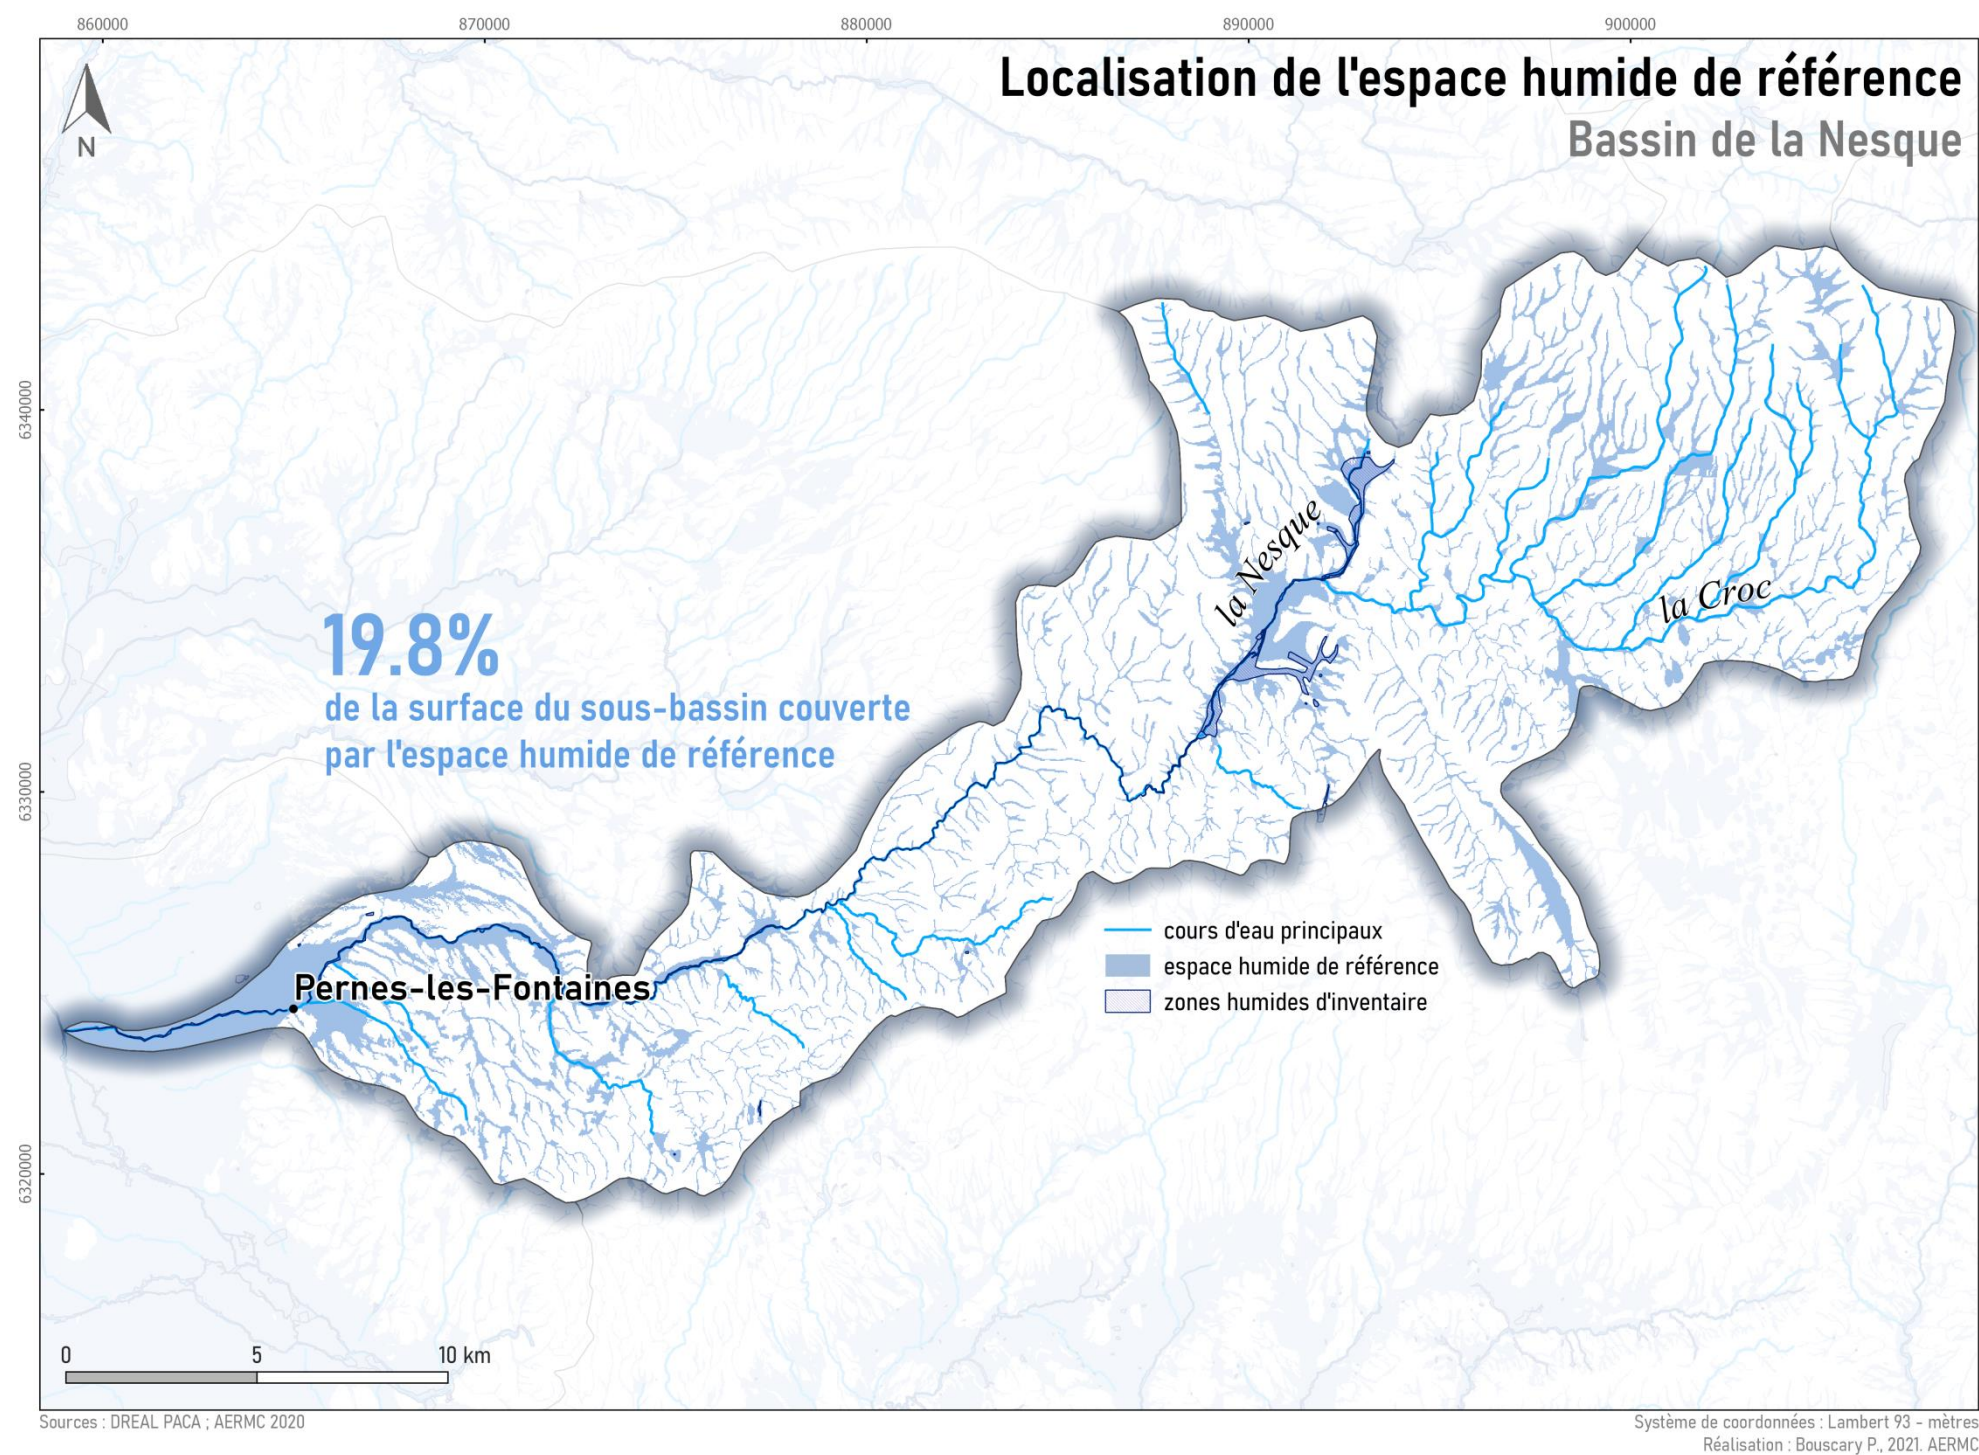 860000
870000
880000
890000
900000
Localisation de l'espace humide de référence
Bassin de la Nesque
N
6340000
la Nesque
la Croc
19.8%
de la surface du sous-bassin couverte
par l'espace humide de référence
6330000
cours d'eau principaux
espace humide de référence
zones humides d'inventaire
Pernes-les-Fontaines
6320000
0 5 10 km
Sources : DREAL PACA ; AERMC 2020
Système de coordonnées : Lambert 93 - mètres
Réalisation : Bouscary P., 2021. AERMC